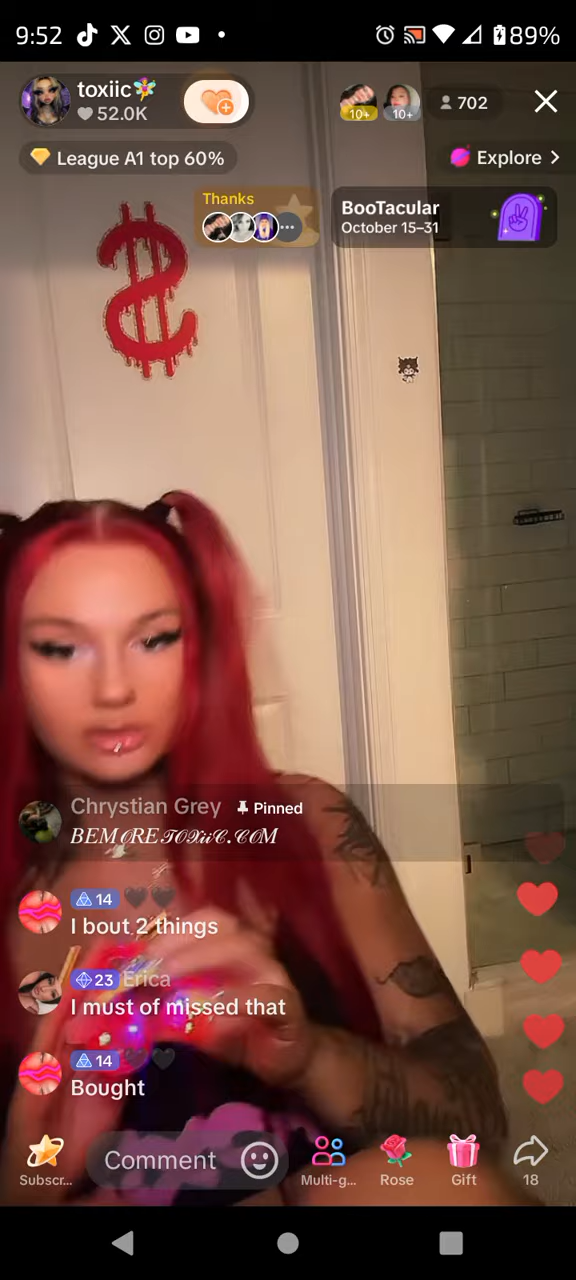 9:52
89%
toxiic
52.0K
10+
10+
702
League A1 top 60%
Explore >
Thanks
BooTacular
October 15-31
Chrystian Grey
Pinned
BEMORETOXiiC.COM
14
I bout 2 things
23 Erica
I must of missed that
14
Bought
Comment
Subscr...
Multi-g...
Rose
Gift
18